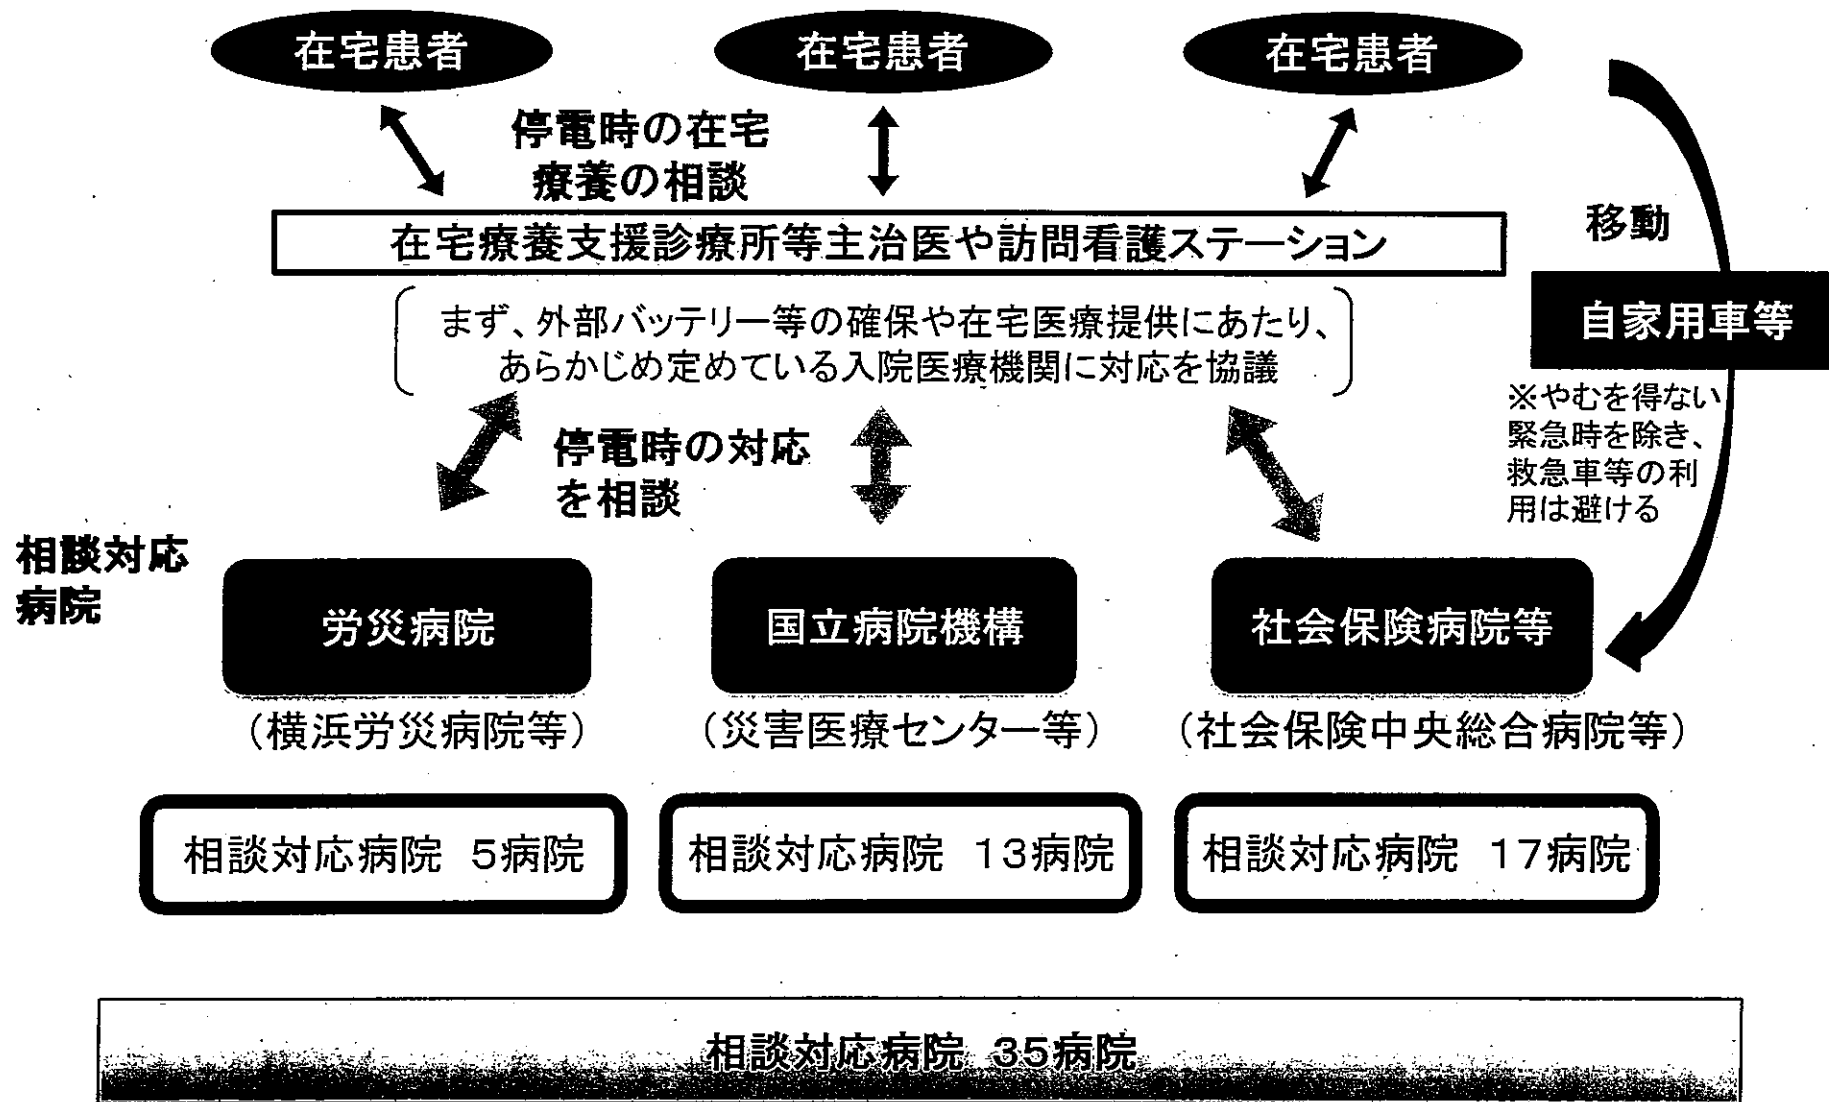 在宅患者
在宅患者
在宅患者
停電時の在宅
療養の相談
在宅療養支援診療所等主治医や訪問看護ステーション
まず、外部バッテリー等の確保や在宅医療提供にあたり、
あらかじめ定めている入院医療機関に対応を協議
移動
自家用車等
※やむを得ない
緊急時を除き、
救急車等の利
用は避ける
停電時の対応
を相談
相談対応
病院
労災病院
国立病院機構
社会保険病院等
（横浜労災病院等）
（災害医療センター等）
（社会保険中央総合病院等）
相談対応病院 5病院
相談対応病院 13病院
相談対応病院 17病院
相談対応病院 35病院